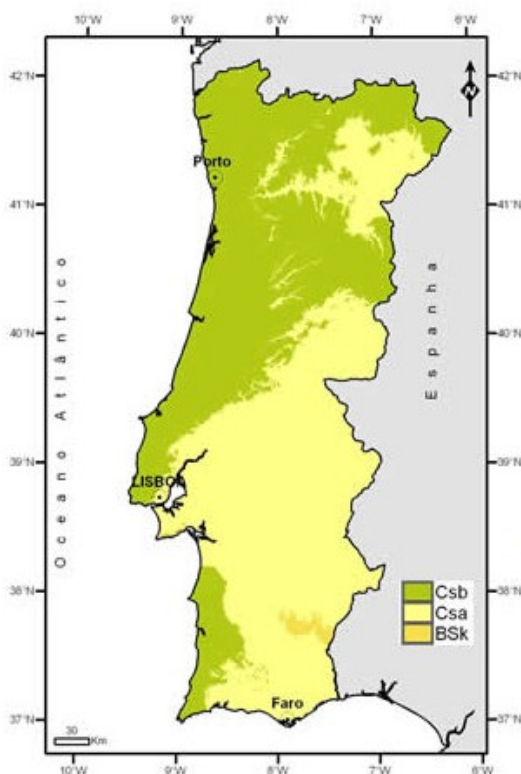 10°W 9°W 8°W 7°W 6°W
42°N 42°N
N
Porto
41°N 41°N
Oceano Atlântico
Espanha
40°N 40°N
39°N 39°N
LISBOA
38°N 38°N
Csb
Csa
BSk
Faro
37°N 37°N
30
Km
10°W 9°W 8°W 7°W 6°W